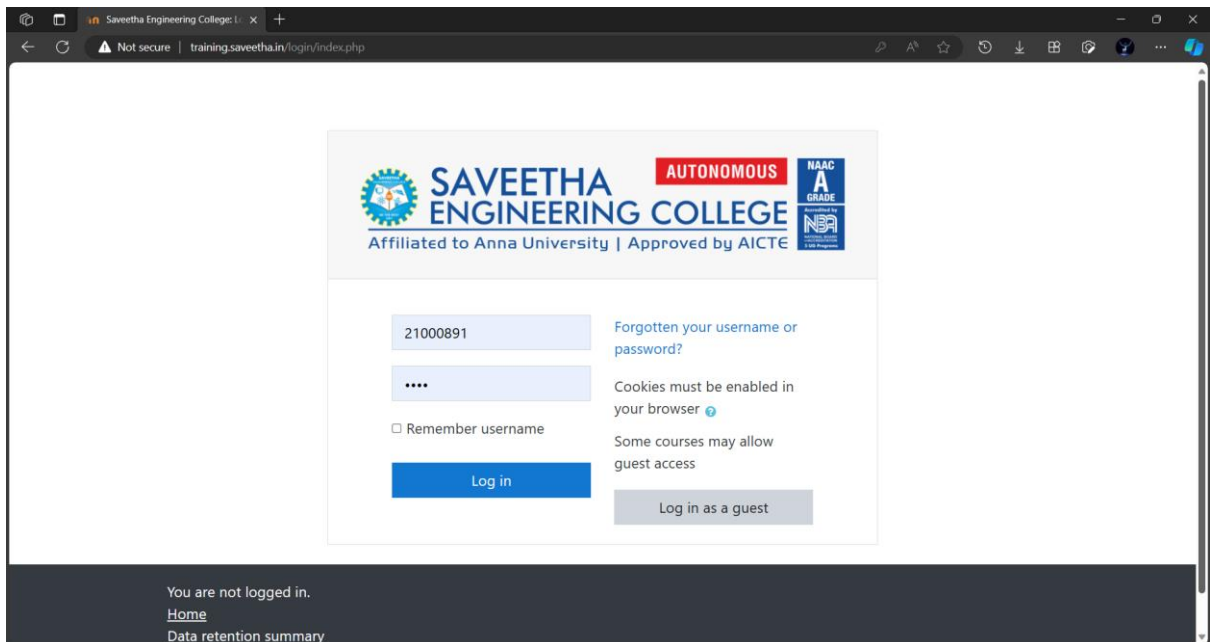 Saveetha Engineering College: Lo
Not secure | training.saveetha.in/login/index.php
SAVEETHA
ENGINEERING COLLEGE
AUTONOMOUS
Affiliated to Anna University | Approved by AICTE
NAAC
A
GRADE
Accredited by
NBA
21000891
••••
Remember username
Log in
Forgotten your username or
password?
Cookies must be enabled in
your browser
Some courses may allow
guest access
Log in as a guest
You are not logged in.
Home
Data retention summary